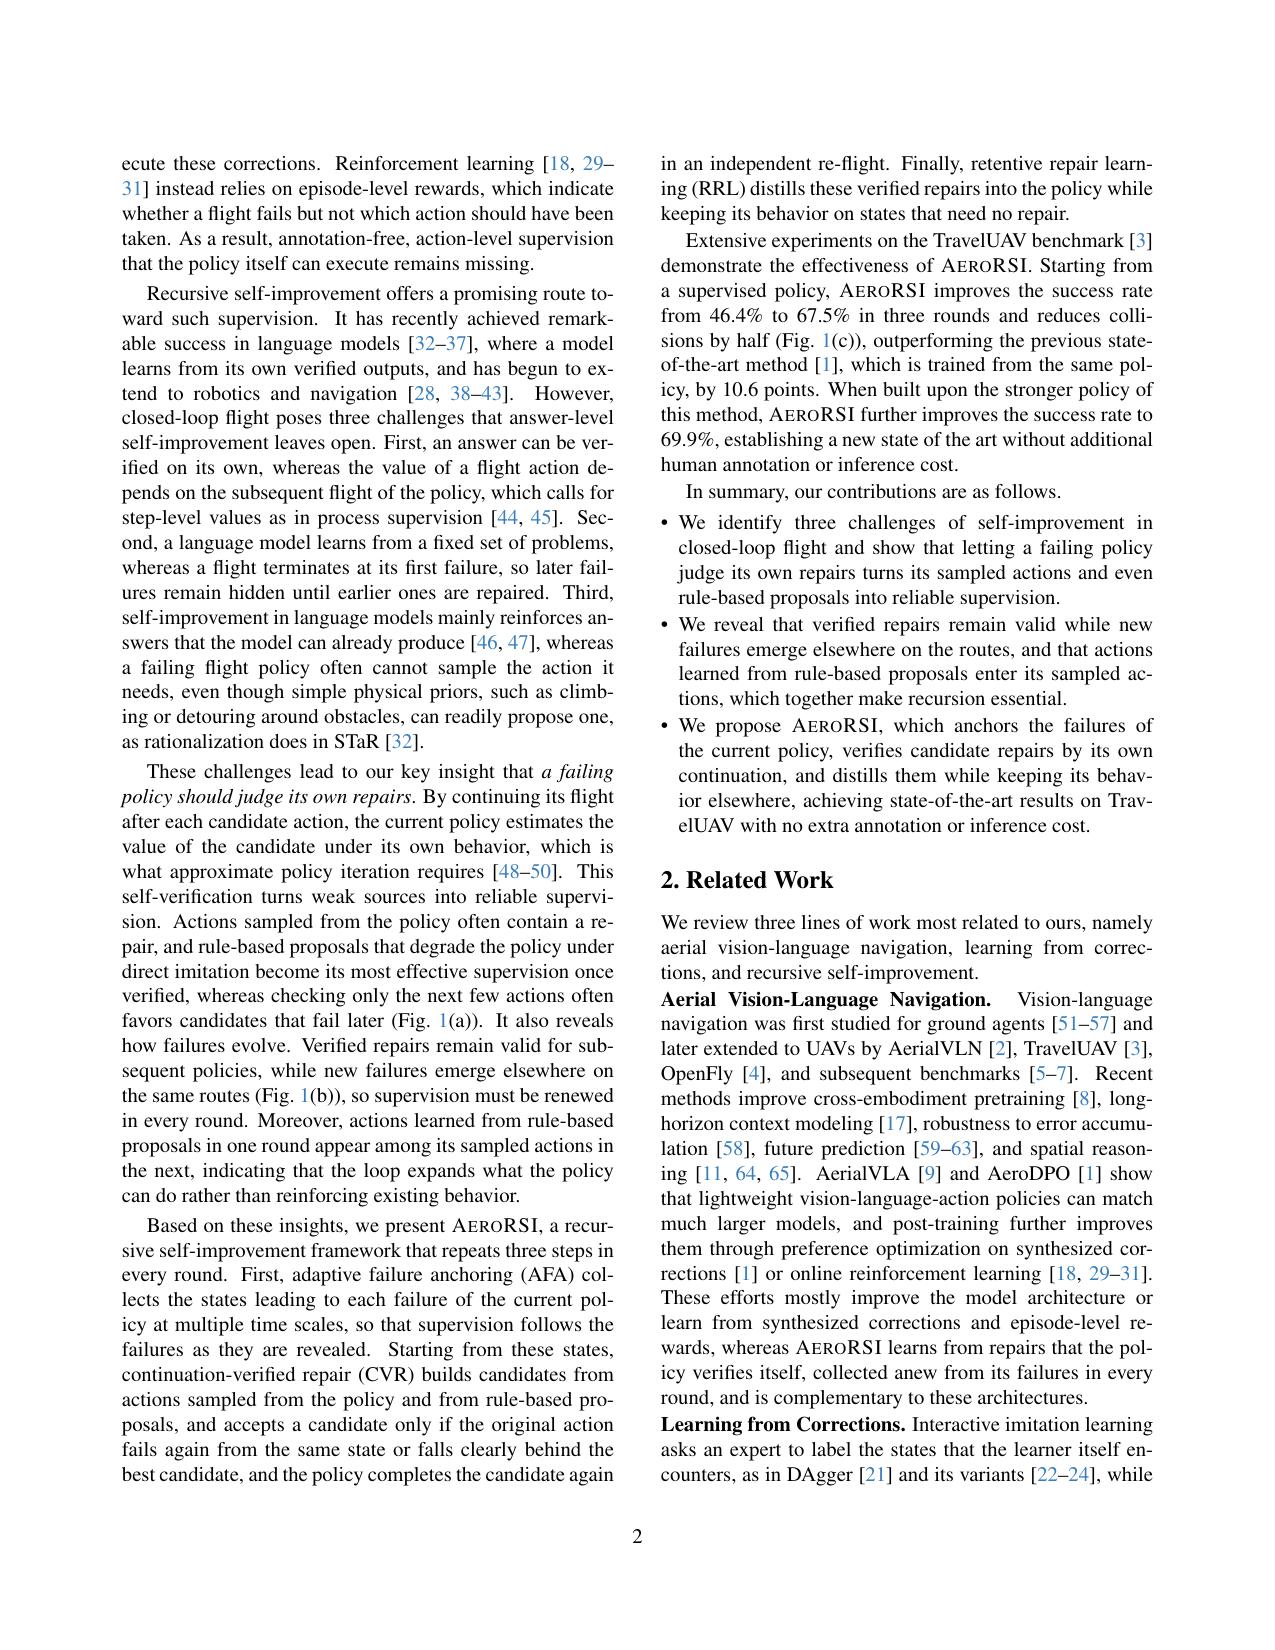 ecute these corrections. Reinforcement learning [18, 29–
31] instead relies on episode-level rewards, which indicate
whether a flight fails but not which action should have been
taken. As a result, annotation-free, action-level supervision
that the policy itself can execute remains missing.
Recursive self-improvement offers a promising route to-
ward such supervision. It has recently achieved remark-
able success in language models [32–37], where a model
learns from its own verified outputs, and has begun to ex-
tend to robotics and navigation [28, 38–43]. However,
closed-loop flight poses three challenges that answer-level
self-improvement leaves open. First, an answer can be ver-
ified on its own, whereas the value of a flight action de-
pends on the subsequent flight of the policy, which calls for
step-level values as in process supervision [44, 45]. Sec-
ond, a language model learns from a fixed set of problems,
whereas a flight terminates at its first failure, so later fail-
ures remain hidden until earlier ones are repaired. Third,
self-improvement in language models mainly reinforces an-
swers that the model can already produce [46, 47], whereas
a failing flight policy often cannot sample the action it
needs, even though simple physical priors, such as climb-
ing or detouring around obstacles, can readily propose one,
as rationalization does in STaR [32].
These challenges lead to our key insight that a failing
policy should judge its own repairs. By continuing its flight
after each candidate action, the current policy estimates the
value of the candidate under its own behavior, which is
what approximate policy iteration requires [48–50]. This
self-verification turns weak sources into reliable supervi-
sion. Actions sampled from the policy often contain a re-
pair, and rule-based proposals that degrade the policy under
direct imitation become its most effective supervision once
verified, whereas checking only the next few actions often
favors candidates that fail later (Fig. 1(a)). It also reveals
how failures evolve. Verified repairs remain valid for sub-
sequent policies, while new failures emerge elsewhere on
the same routes (Fig. 1(b)), so supervision must be renewed
in every round. Moreover, actions learned from rule-based
proposals in one round appear among its sampled actions in
the next, indicating that the loop expands what the policy
can do rather than reinforcing existing behavior.
Based on these insights, we present AERORSI, a recur-
sive self-improvement framework that repeats three steps in
every round. First, adaptive failure anchoring (AFA) col-
lects the states leading to each failure of the current pol-
icy at multiple time scales, so that supervision follows the
failures as they are revealed. Starting from these states,
continuation-verified repair (CVR) builds candidates from
actions sampled from the policy and from rule-based pro-
posals, and accepts a candidate only if the original action
fails again from the same state or falls clearly behind the
best candidate, and the policy completes the candidate again
in an independent re-flight. Finally, retentive repair learn-
ing (RRL) distills these verified repairs into the policy while
keeping its behavior on states that need no repair.
Extensive experiments on the TravelUAV benchmark [3]
demonstrate the effectiveness of AERORSI. Starting from
a supervised policy, AERORSI improves the success rate
from 46.4% to 67.5% in three rounds and reduces colli-
sions by half (Fig. 1(c)), outperforming the previous state-
of-the-art method [1], which is trained from the same pol-
icy, by 10.6 points. When built upon the stronger policy of
this method, AERORSI further improves the success rate to
69.9%, establishing a new state of the art without additional
human annotation or inference cost.
In summary, our contributions are as follows.
• We identify three challenges of self-improvement in
closed-loop flight and show that letting a failing policy
judge its own repairs turns its sampled actions and even
rule-based proposals into reliable supervision.
• We reveal that verified repairs remain valid while new
failures emerge elsewhere on the routes, and that actions
learned from rule-based proposals enter its sampled ac-
tions, which together make recursion essential.
• We propose AERORSI, which anchors the failures of
the current policy, verifies candidate repairs by its own
continuation, and distills them while keeping its behav-
ior elsewhere, achieving state-of-the-art results on Trav-
elUAV with no extra annotation or inference cost.
2. Related Work
We review three lines of work most related to ours, namely
aerial vision-language navigation, learning from correc-
tions, and recursive self-improvement.
Aerial Vision-Language Navigation. Vision-language
navigation was first studied for ground agents [51–57] and
later extended to UAVs by AerialVLN [2], TravelUAV [3],
OpenFly [4], and subsequent benchmarks [5–7]. Recent
methods improve cross-embodiment pretraining [8], long-
horizon context modeling [17], robustness to error accumu-
lation [58], future prediction [59–63], and spatial reason-
ing [11, 64, 65]. AerialVLA [9] and AeroDPO [1] show
that lightweight vision-language-action policies can match
much larger models, and post-training further improves
them through preference optimization on synthesized cor-
rections [1] or online reinforcement learning [18, 29–31].
These efforts mostly improve the model architecture or
learn from synthesized corrections and episode-level re-
wards, whereas AERORSI learns from repairs that the pol-
icy verifies itself, collected anew from its failures in every
round, and is complementary to these architectures.
Learning from Corrections. Interactive imitation learning
asks an expert to label the states that the learner itself en-
counters, as in DAgger [21] and its variants [22–24], while
2